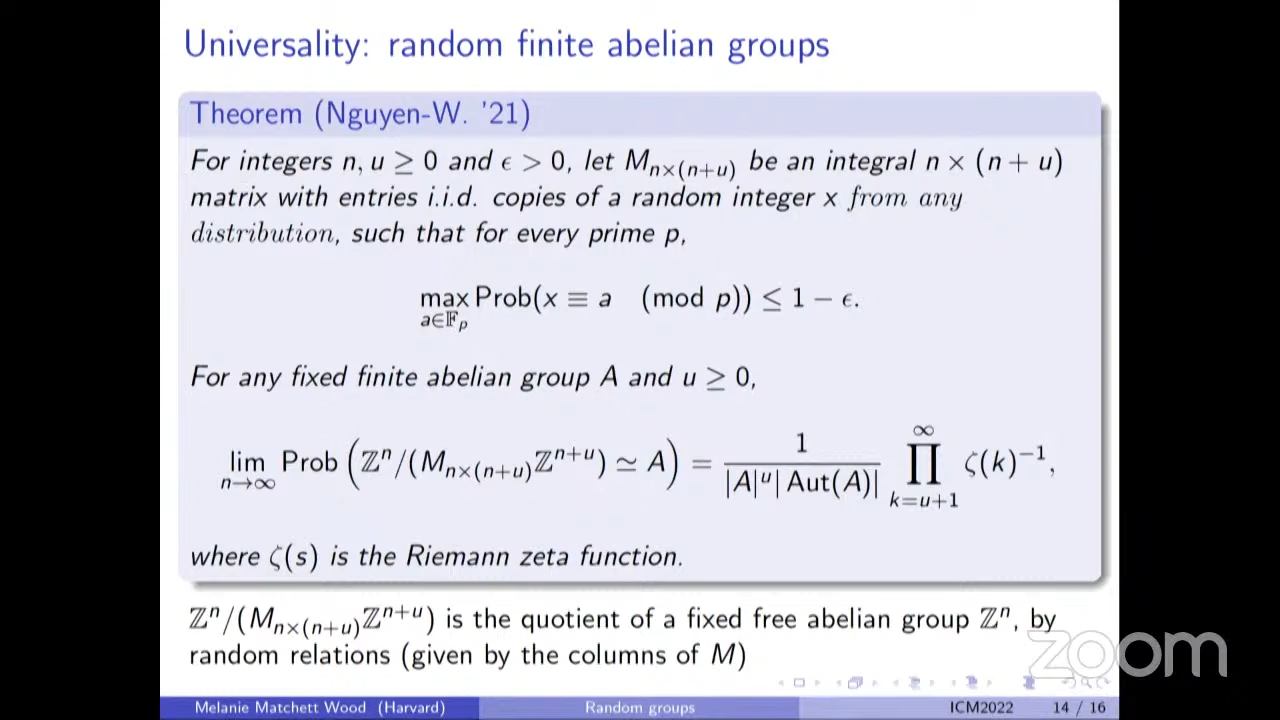 Universality: random finite abelian groups
Theorem (Nguyen-W. '21)
For integers n, u ≥ 0 and ϵ > 0, let M_{n×(n+u)} be an integral n × (n + u)
matrix with entries i.i.d. copies of a random integer x from any
distribution, such that for every prime p,
max_{a∈𝔽_p} Prob(x ≡ a (mod p)) ≤ 1 − ϵ.
For any fixed finite abelian group A and u ≥ 0,
lim_{n→∞} Prob (ℤ^n/(M_{n×(n+u)}ℤ^{n+u}) ≃ A) = 1/(|A|^u| Aut(A)|) ∏_{k=u+1}^{∞} ζ(k)^{−1},
where ζ(s) is the Riemann zeta function.
ℤ^n/(M_{n×(n+u)}ℤ^{n+u}) is the quotient of a fixed free abelian group ℤ^n, by
random relations (given by the columns of M)
zoom
Melanie Matchett Wood (Harvard) Random groups ICM2022 14 / 16